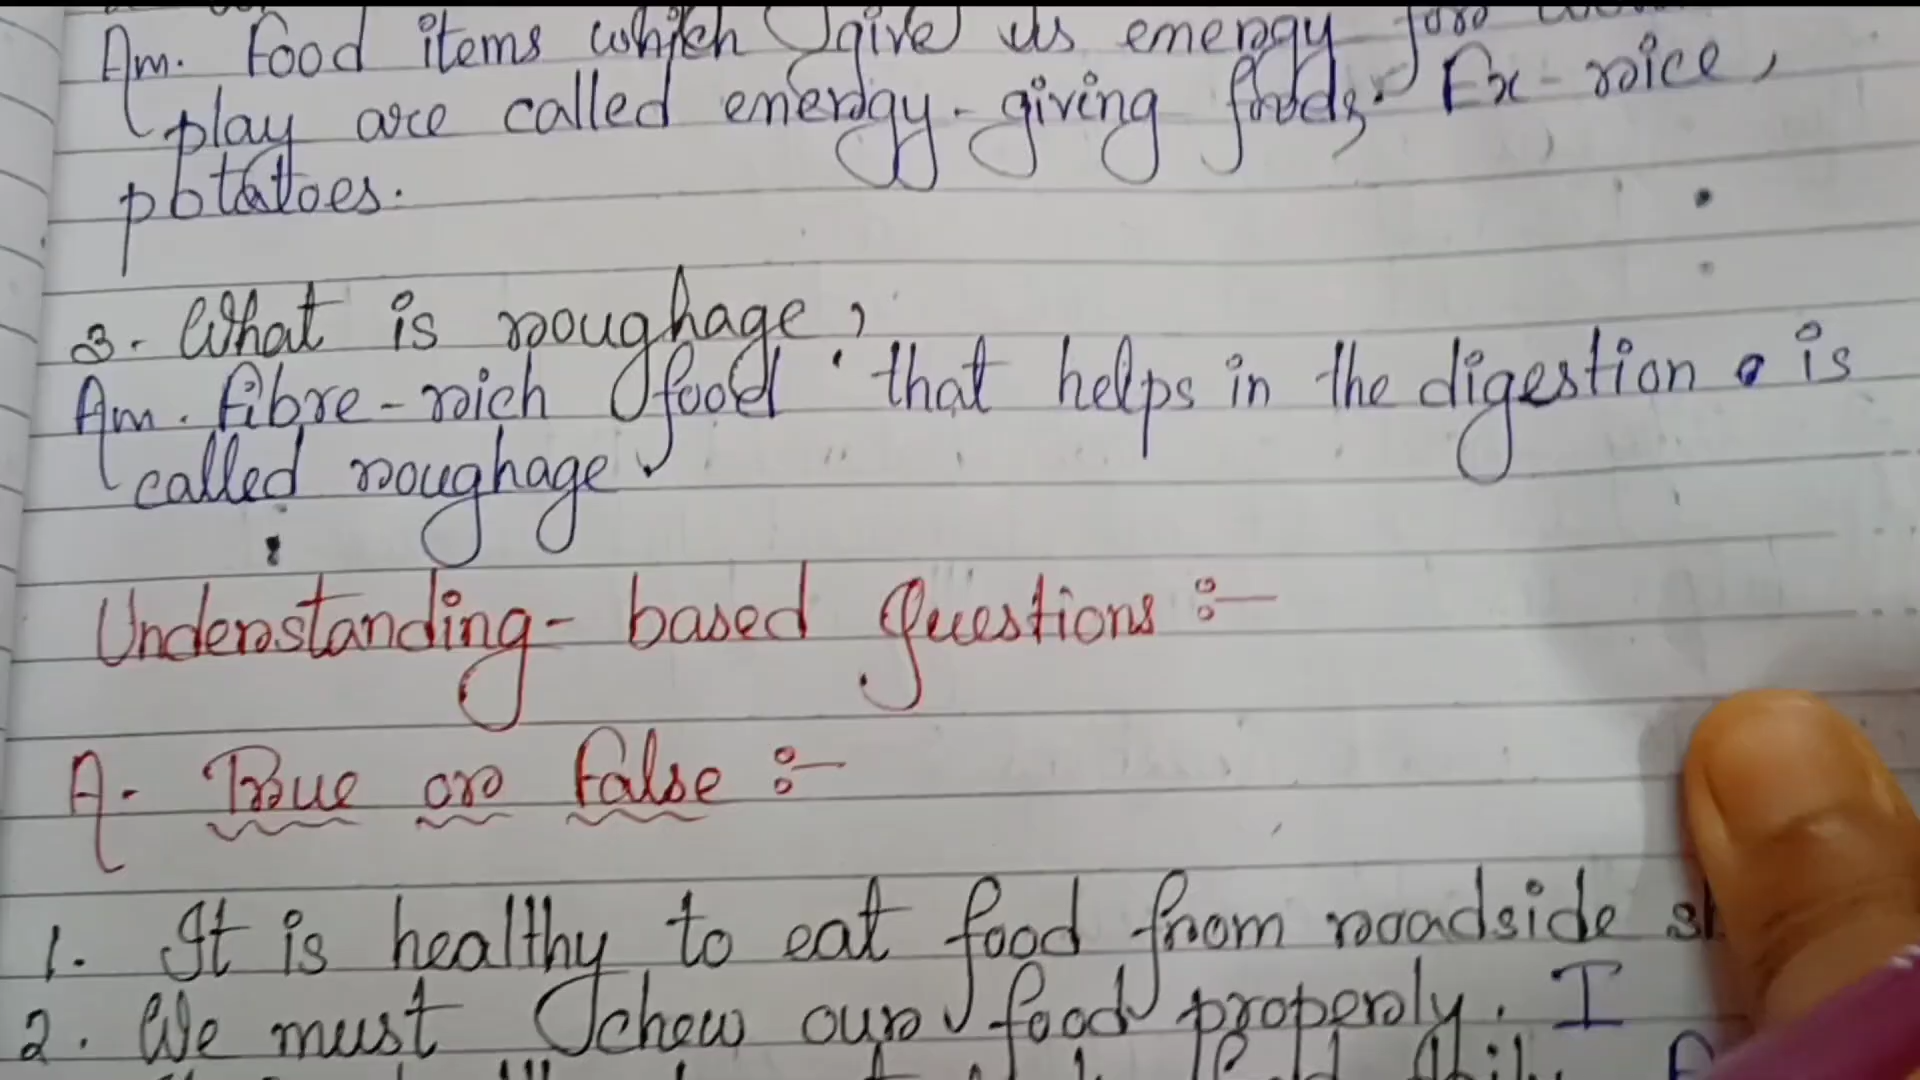 Ans. Food items which give us energy for
play are called energy-giving foods. Ex - rice,
potatoes.
3. What is roughage,
Ans. Fibre-rich food that helps in the digestion is
called roughage
Understanding-based Questions :-
A- True or False :-
1. It is healthy to eat food from roadside
2. We must chew our food properly. T